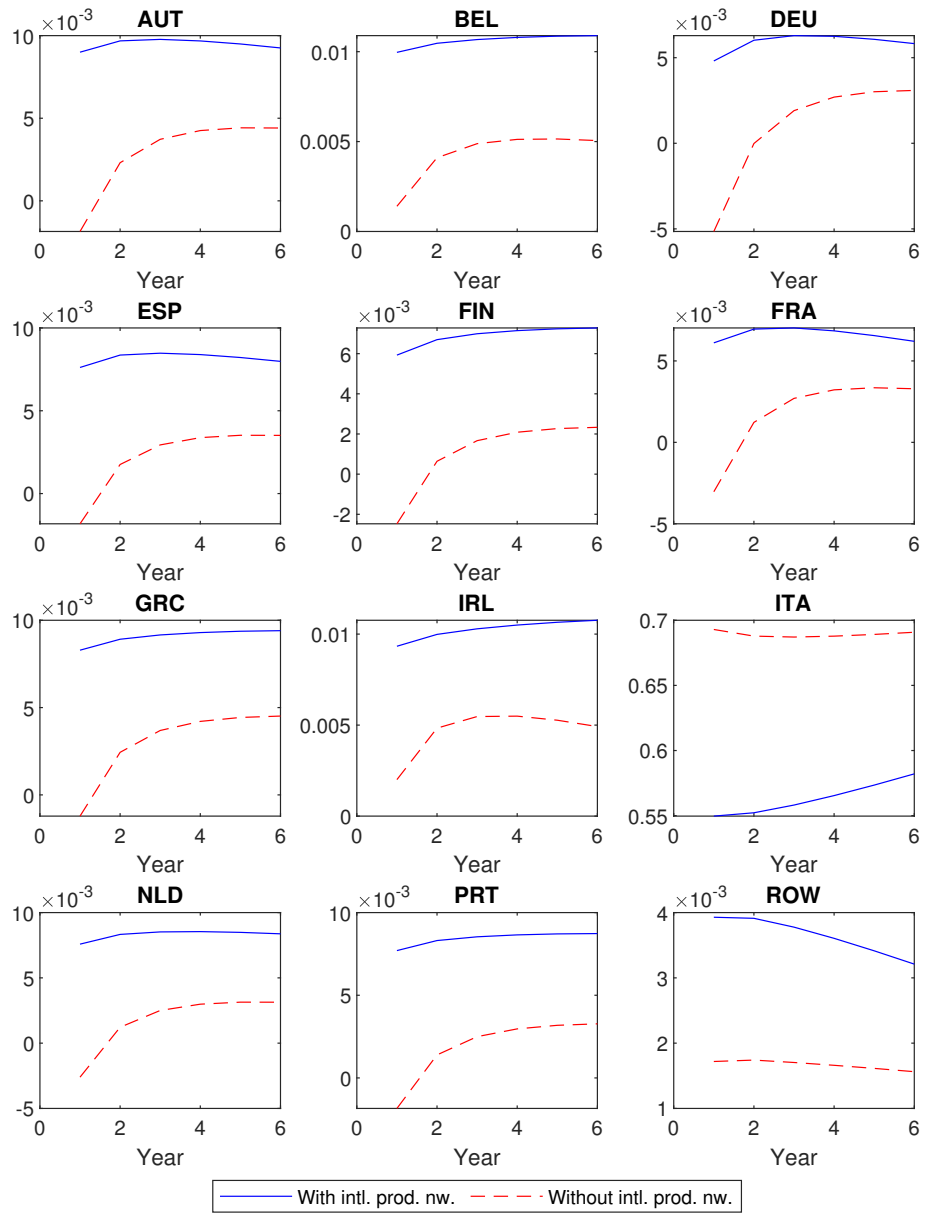 AUT
×10⁻³
10
5
0
0 2 4 6
Year
BEL
0.01
0.005
0
0 2 4 6
Year
DEU
×10⁻³
5
0
-5
0 2 4 6
Year
ESP
×10⁻³
10
5
0
0 2 4 6
Year
FIN
×10⁻³
6
4
2
0
-2
0 2 4 6
Year
FRA
×10⁻³
5
0
-5
0 2 4 6
Year
GRC
×10⁻³
10
5
0
0 2 4 6
Year
IRL
0.01
0.005
0
0 2 4 6
Year
ITA
0.7
0.65
0.6
0.55
0 2 4 6
Year
NLD
×10⁻³
10
5
0
-5
0 2 4 6
Year
PRT
×10⁻³
10
5
0
0 2 4 6
Year
ROW
×10⁻³
4
3
2
1
0 2 4 6
Year
With intl. prod. nw. Without intl. prod. nw.